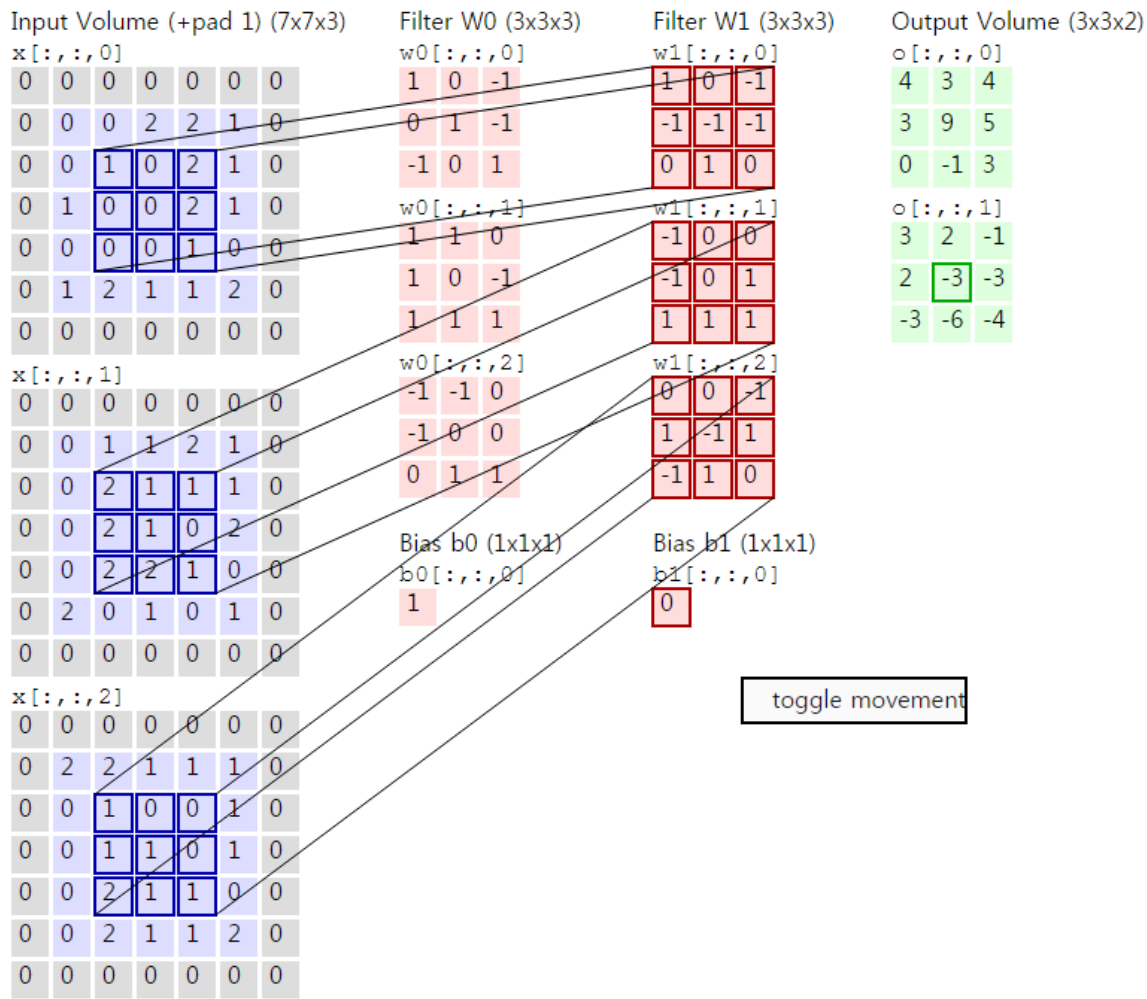 Input Volume (+pad 1) (7x7x3) Filter W0 (3x3x3) Filter W1 (3x3x3) Output Volume (3x3x2)
x[:,:,0] w0[:,:,0] w1[:,:,0] o[:,:,0]
0 0 0 0 0 0 0 1 0 -1 1 0 -1 4 3 4
0 0 0 2 2 1 0 0 1 -1 -1 -1 -1 3 9 5
0 0 1 0 2 1 0 -1 0 1 0 1 0 0 -1 3
0 1 0 0 2 1 0 w0[:,:,1] w1[:,:,1] o[:,:,1]
0 0 0 0 1 0 0 1 1 0 -1 0 0 3 2 -1
0 1 2 1 1 2 0 1 0 -1 -1 0 1 2 -3 -3
0 0 0 0 0 0 0 1 1 1 1 1 1 -3 -6 -4
x[:,:,1] w0[:,:,2] w1[:,:,2]
0 0 0 0 0 0 0 -1 -1 0 0 0 -1
0 0 1 1 2 1 0 -1 0 0 1 -1 1
0 0 2 1 1 1 0 0 1 1 -1 1 0
0 0 2 1 0 2 0 Bias b0 (1x1x1) Bias b1 (1x1x1)
0 0 2 2 1 0 0 b0[:,:,0] b1[:,:,0]
0 2 0 1 0 1 0 1 0
0 0 0 0 0 0 0
x[:,:,2] toggle movement
0 0 0 0 0 0 0
0 2 2 1 1 1 0
0 0 1 0 0 1 0
0 0 1 1 0 1 0
0 0 2 1 1 0 0
0 0 2 1 1 2 0
0 0 0 0 0 0 0